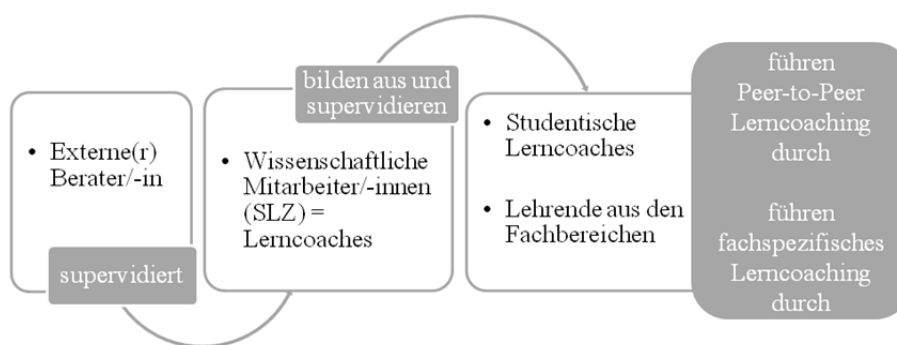 • Externe(r)
Berater/-in
supervidiert
bilden aus und
supervidieren
• Wissenschaftliche
Mitarbeiter/-innen
(SLZ) =
Lerncoaches
• Studentische
Lerncoaches
• Lehrende aus den
Fachbereichen
führen
Peer-to-Peer
Lerncoaching
durch
führen
fachspezifisches
Lerncoaching
durch